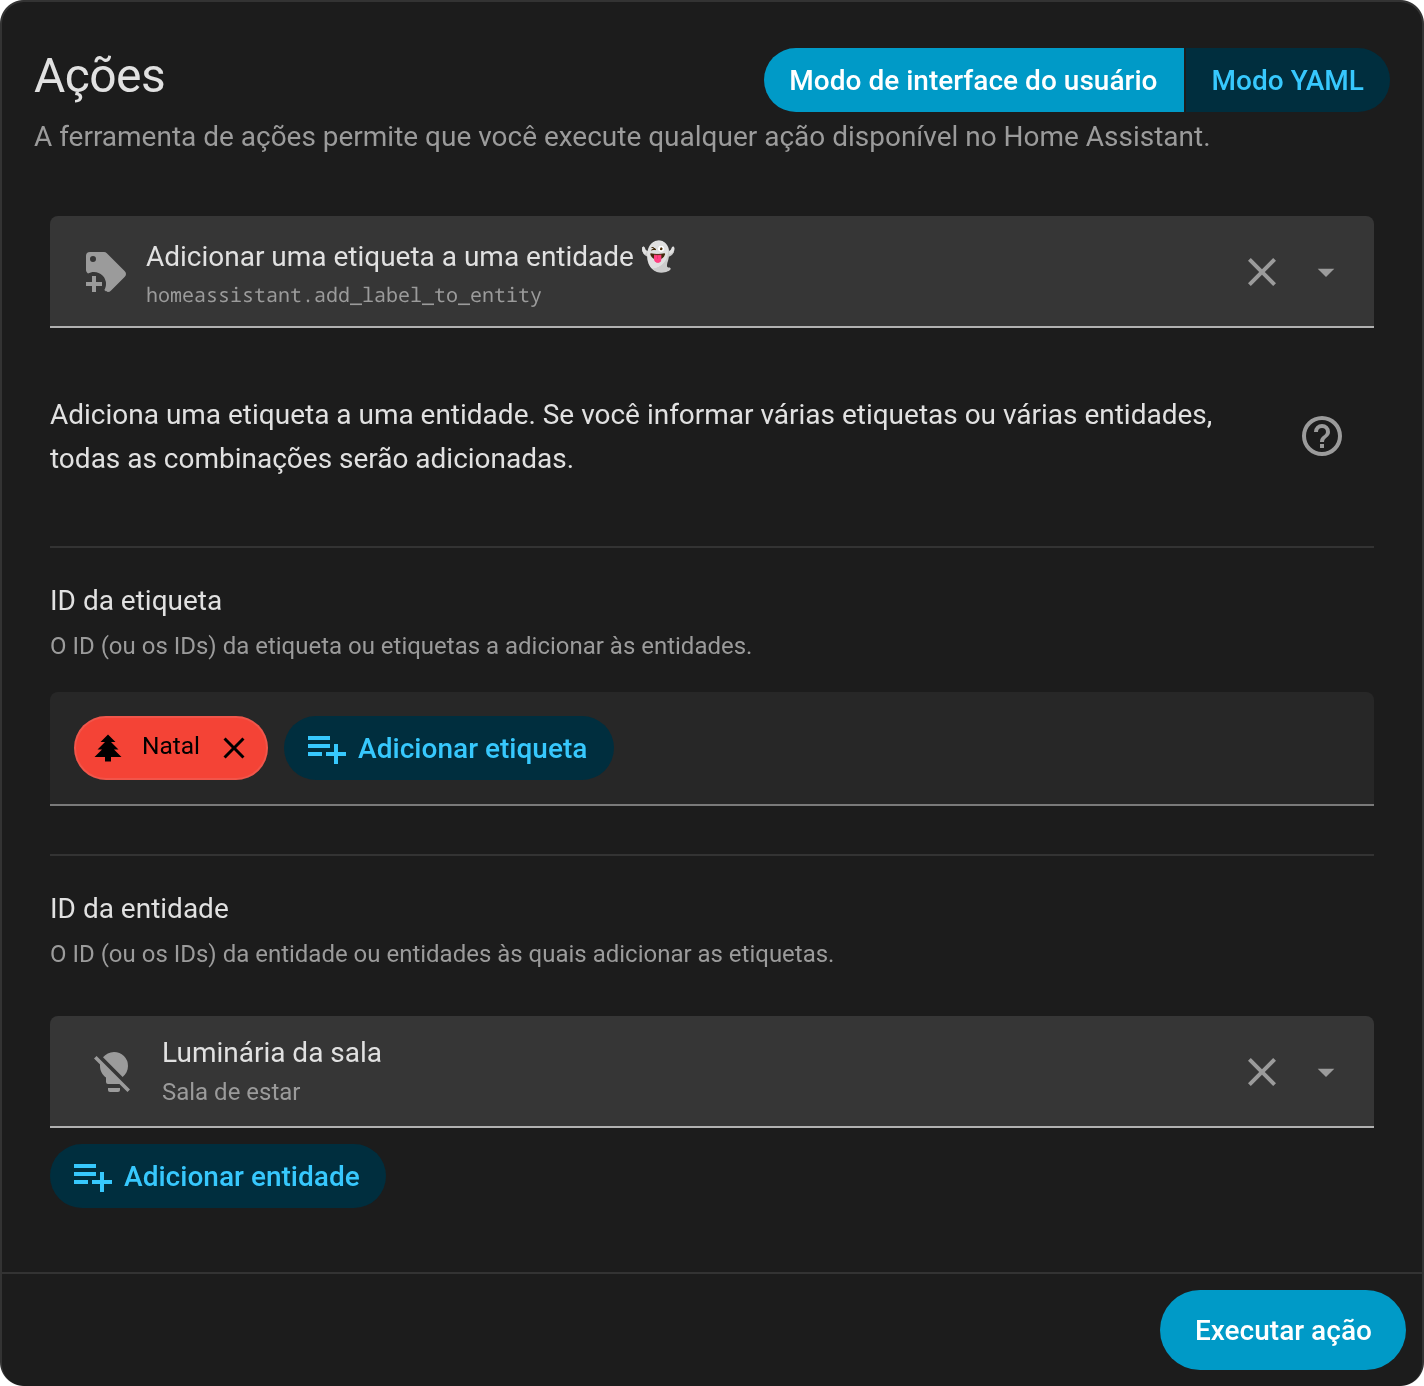 Ações
Modo de interface do usuário
Modo YAML
A ferramenta de ações permite que você execute qualquer ação disponível no Home Assistant.
Adicionar uma etiqueta a uma entidade 👻
homeassistant.add_label_to_entity
Adiciona uma etiqueta a uma entidade. Se você informar várias etiquetas ou várias entidades,
todas as combinações serão adicionadas.
ID da etiqueta
O ID (ou os IDs) da etiqueta ou etiquetas a adicionar às entidades.
Natal
Adicionar etiqueta
ID da entidade
O ID (ou os IDs) da entidade ou entidades às quais adicionar as etiquetas.
Luminária da sala
Sala de estar
Adicionar entidade
Executar ação